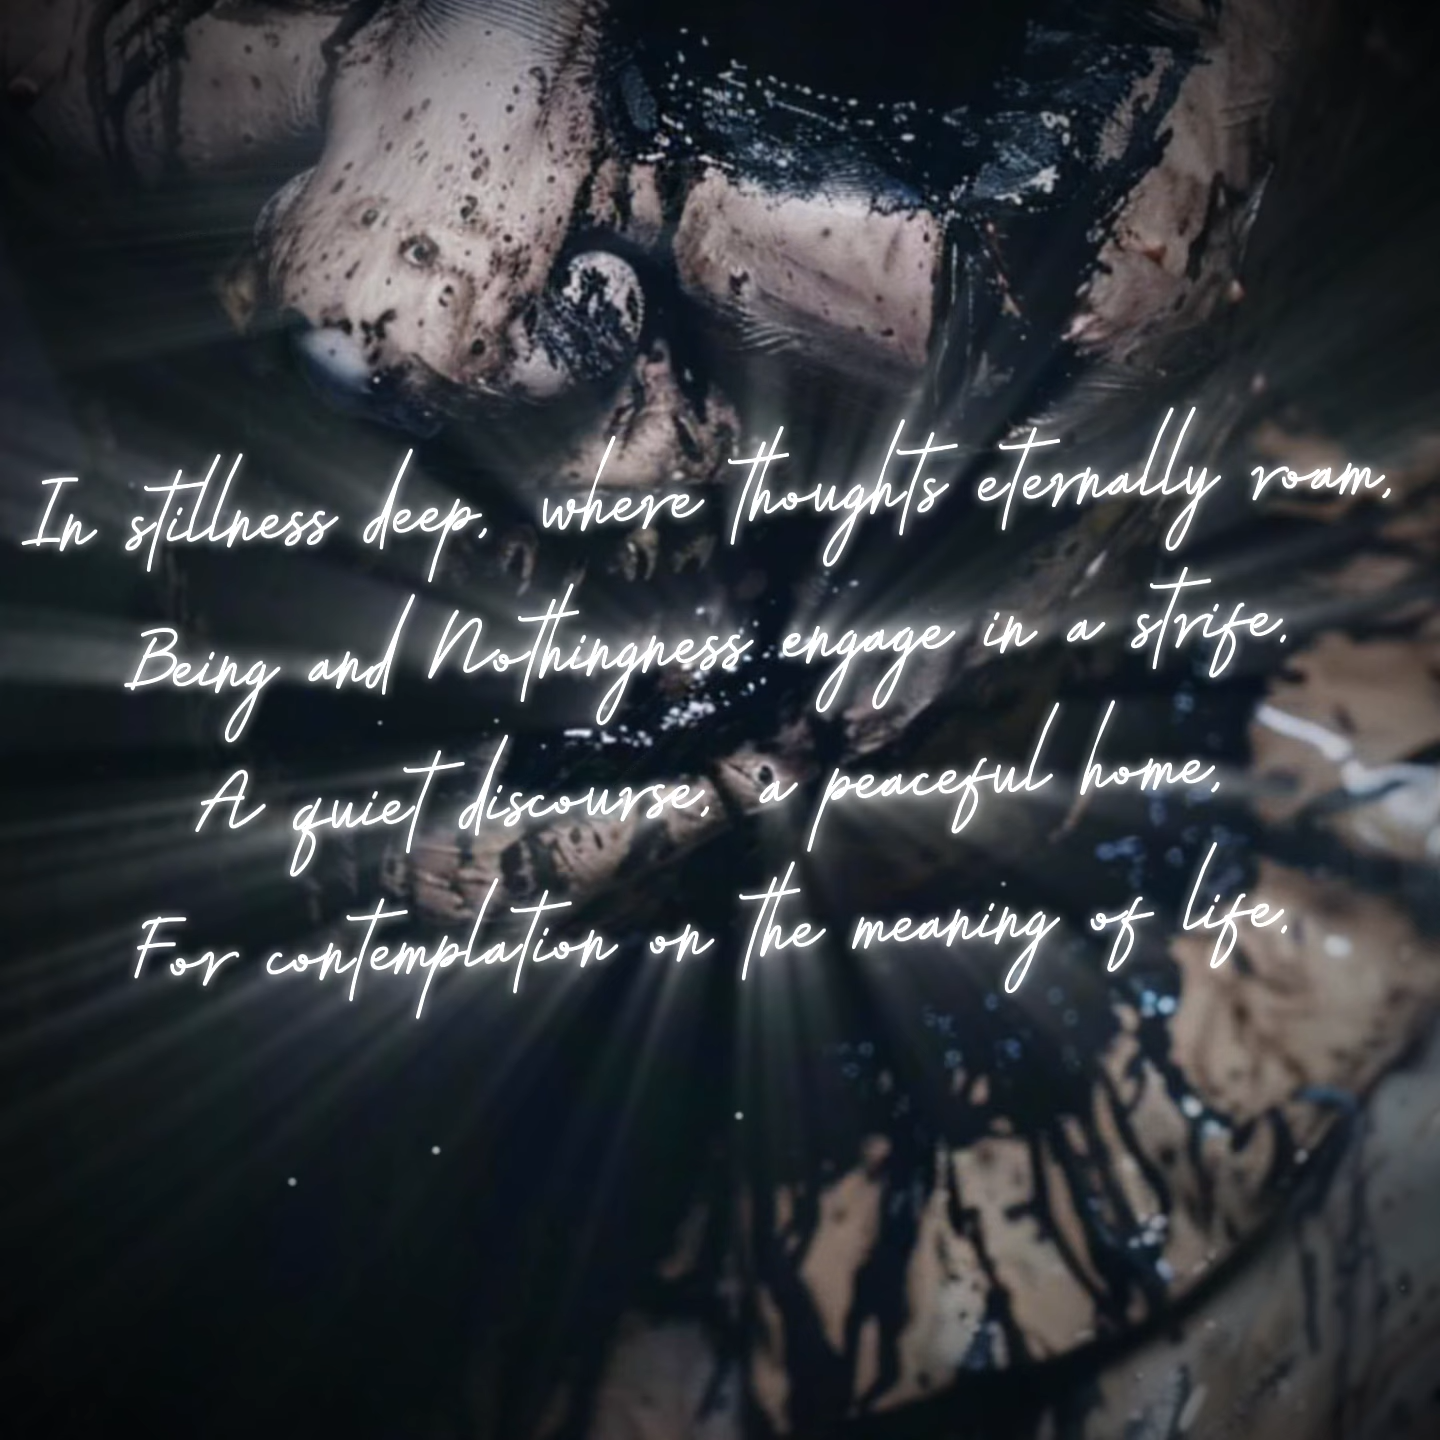 In stillness deep, where thoughts eternally roam,
Being and Nothingness engage in a strife.
A quiet discourse, a peaceful home,
For contemplation on the meaning of life.